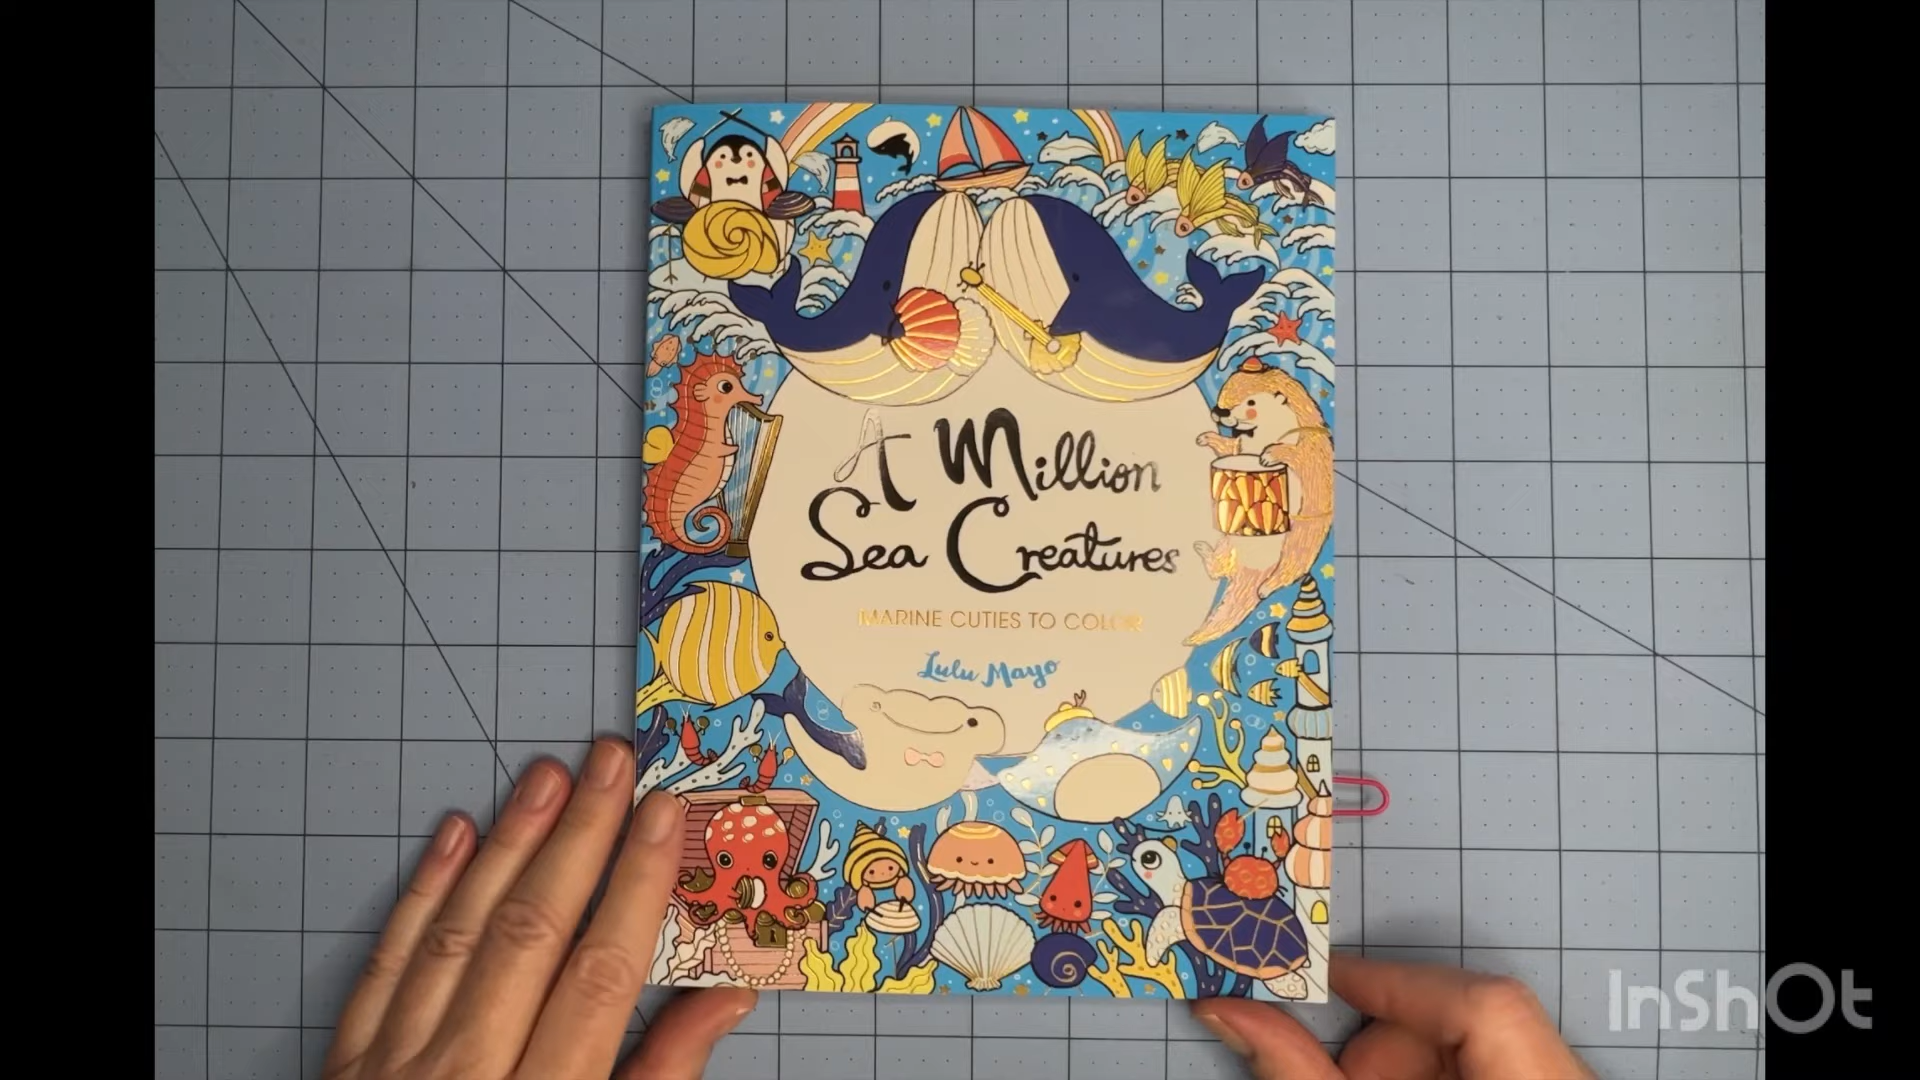 A Million
Sea Creatures
MARINE CUTIES TO COLOR
Lulu Mayo
InShOt